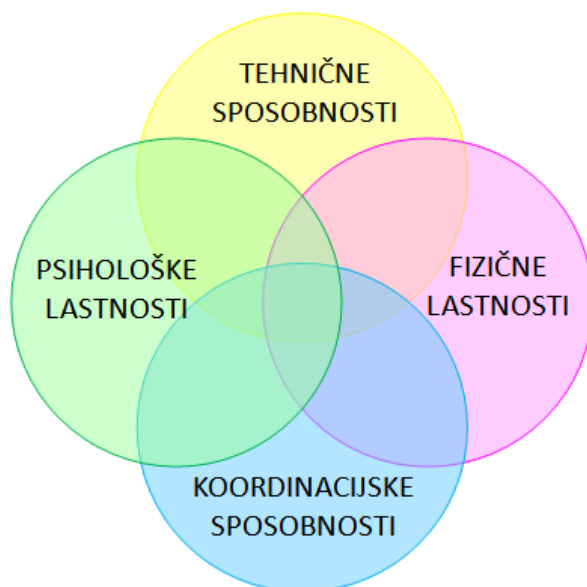 TEHNIČNE
SPOSOBNOSTI
PSIHOLOŠKE
LASTNOSTI
FIZIČNE
LASTNOSTI
KOORDINACIJSKE
SPOSOBNOSTI